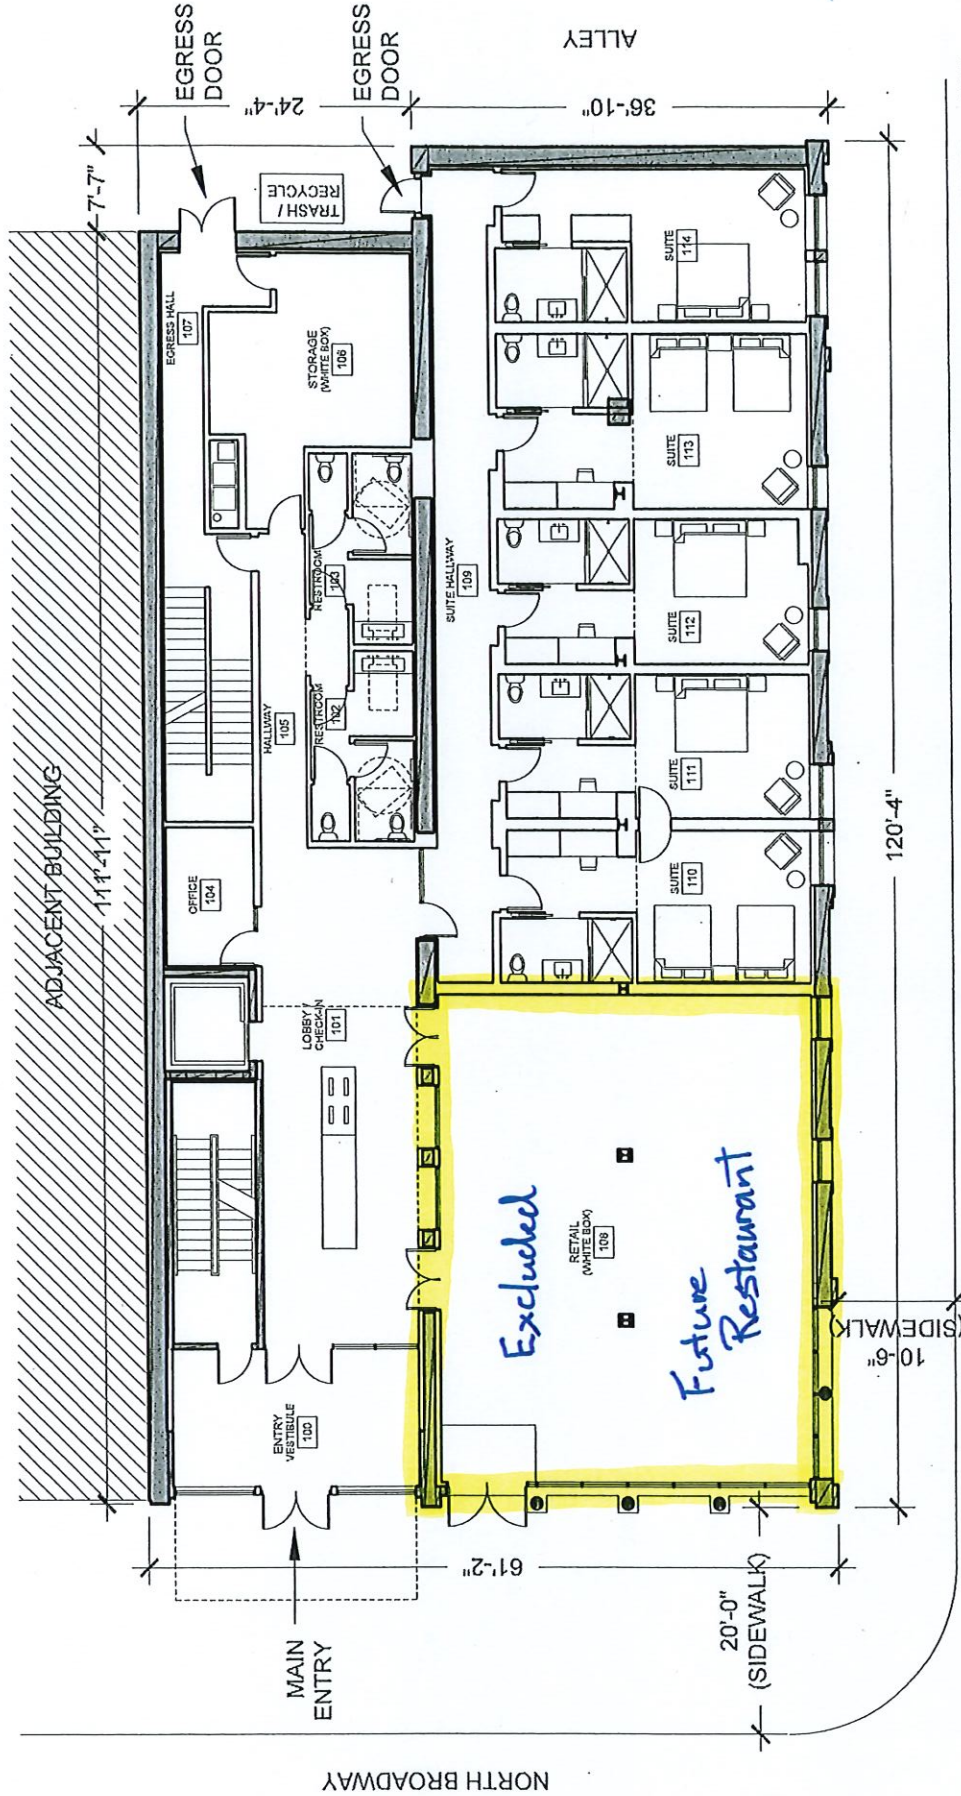 ADJACENT BUILDING
111'-11"
7'-7"
EGRESS
DOOR
24'-4"
EGRESS
DOOR
ALLEY
36'-10"
TRASH /
RECYCLE
EGRESS HALL
107
STORAGE
(WHITE BOX)
106
RESTROOM
103
RESTROOM
102
HALLWAY
105
OFFICE
104
LOBBY /
CHECK-IN
101
ENTRY
VESTIBULE
100
MAIN
ENTRY
61'-2"
NORTH BROADWAY
SUITE HALLWAY
109
SUITE
114
SUITE
113
SUITE
112
SUITE
111
SUITE
110
Excluded
RETAIL
(WHITE BOX)
108
Future
Restaurant
120'-4"
10'-6"
(SIDEWALK)
20'-0"
(SIDEWALK)